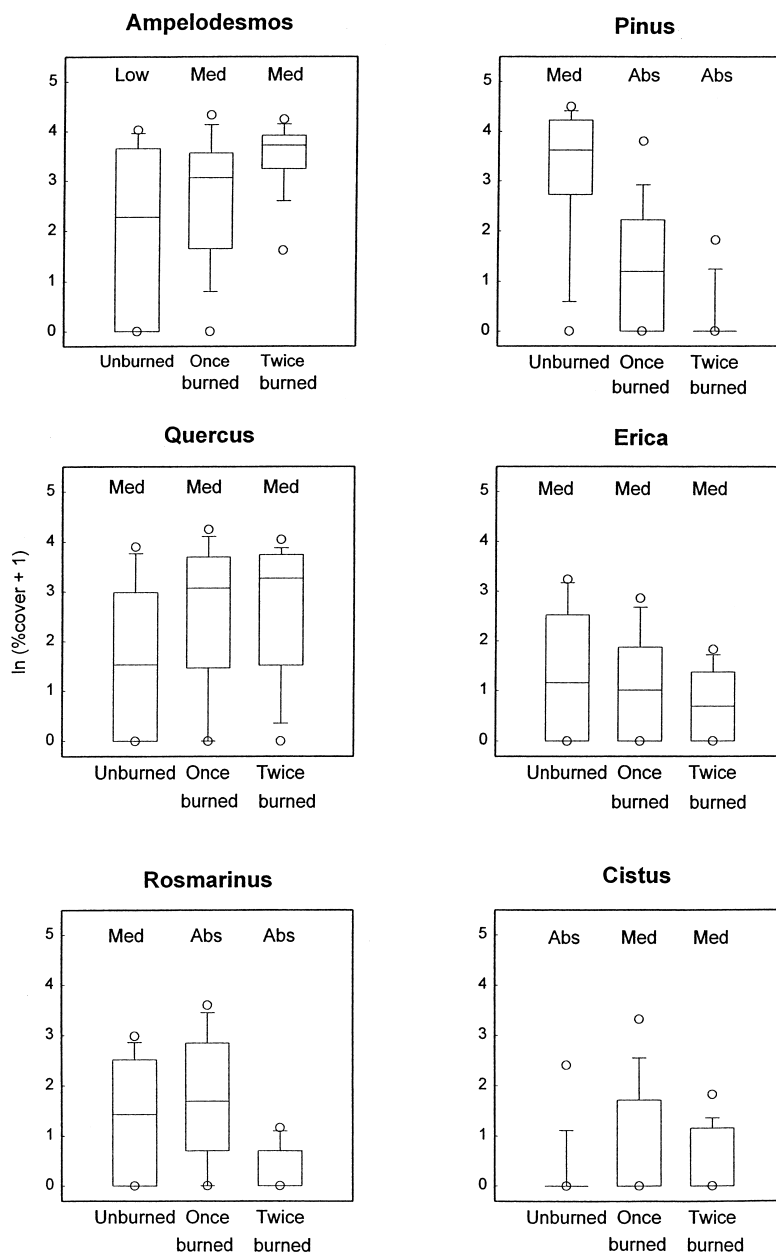 Ampelodesmos
Low Med Med
5
4
3
2
1
0
Unburned Once Twice
burned burned
Pinus
Med Abs Abs
5
4
3
2
1
0
Unburned Once Twice
burned burned
Quercus
Med Med Med
5
4
3
2
1
0
ln (%cover + 1)
Unburned Once Twice
burned burned
Erica
Med Med Med
5
4
3
2
1
0
Unburned Once Twice
burned burned
Rosmarinus
Med Abs Abs
5
4
3
2
1
0
Unburned Once Twice
burned burned
Cistus
Abs Med Med
5
4
3
2
1
0
Unburned Once Twice
burned burned